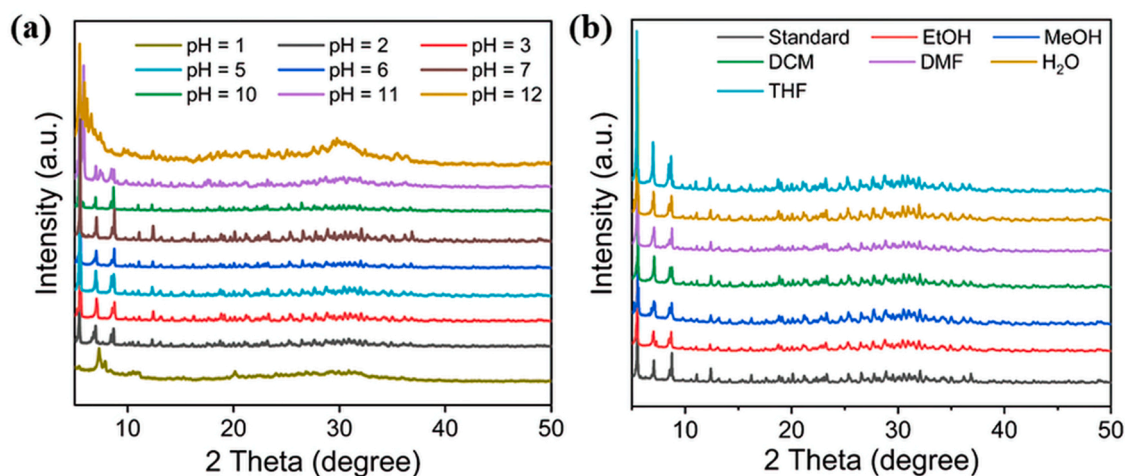 (a)
pH = 1 pH = 2 pH = 3
pH = 5 pH = 6 pH = 7
pH = 10 pH = 11 pH = 12
Intensity (a.u.)
10 20 30 40 50
2 Theta (degree)
(b)
Standard EtOH MeOH
DCM DMF H₂O
THF
Intensity (a.u.)
10 20 30 40 50
2 Theta (degree)